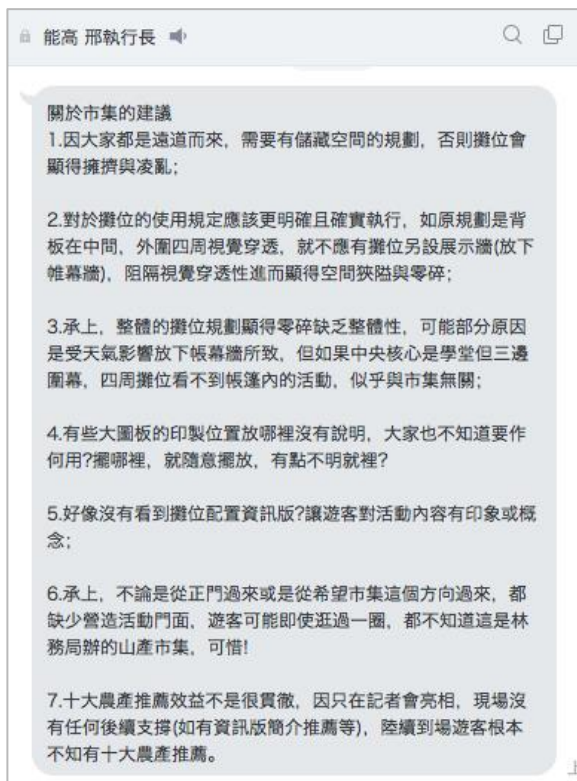 能高 邢執行長
關於市集的建議
1.因大家都是遠道而來，需要有儲藏空間的規劃，否則攤位會
顯得擁擠與凌亂;
2.對於攤位的使用規定應該更明確且確實執行，如原規劃是背
板在中間，外圍四周視覺穿透，就不應有攤位另設展示牆(放下
帷幕牆)，阻隔視覺穿透性進而顯得空間狹隘與零碎;
3.承上，整體的攤位規劃顯得零碎缺乏整體性，可能部分原因
是受天氣影響放下帳幕牆所致，但如果中央核心是學堂但三邊
圍幕，四周攤位看不到帳篷內的活動，似乎與市集無關;
4.有些大圖板的印製位置放哪裡沒有說明，大家也不知道要作
何用?擺哪裡，就隨意擺放，有點不明就裡?
5.好像沒有看到攤位配置資訊版?讓遊客對活動內容有印象或概
念;
6.承上，不論是從正門過來或是從希望市集這個方向過來，都
缺少營造活動門面，遊客可能即使逛過一圈，都不知道這是林
務局辦的山產市集，可惜!
7.十大農產推薦效益不是很貫徹，因只在記者會亮相，現場沒
有任何後續支撐(如有資訊版簡介推薦等)，陸續到場遊客根本
不知有十大農產推薦。
上